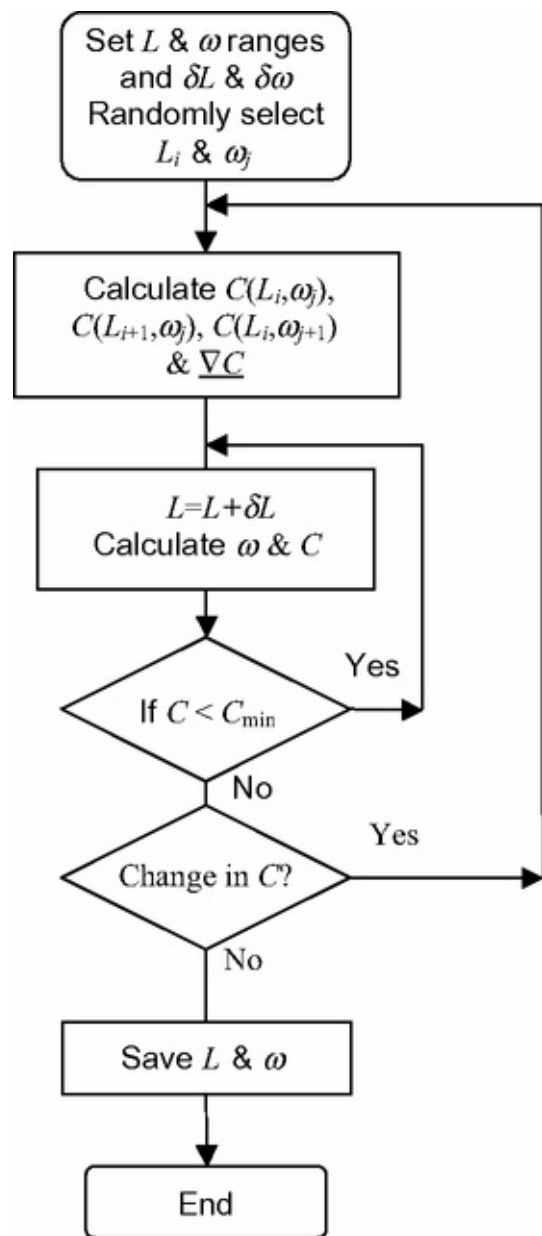 Set L & ω ranges
and δL & δω
Randomly select
Lᵢ & ωⱼ
Calculate C(Lᵢ,ωⱼ),
C(Lᵢ₊₁,ωⱼ), C(Lᵢ,ωⱼ₊₁)
& ∇C
L=L+δL
Calculate ω & C
If C < Cmin
Yes
No
Change in C?
Yes
No
Save L & ω
End